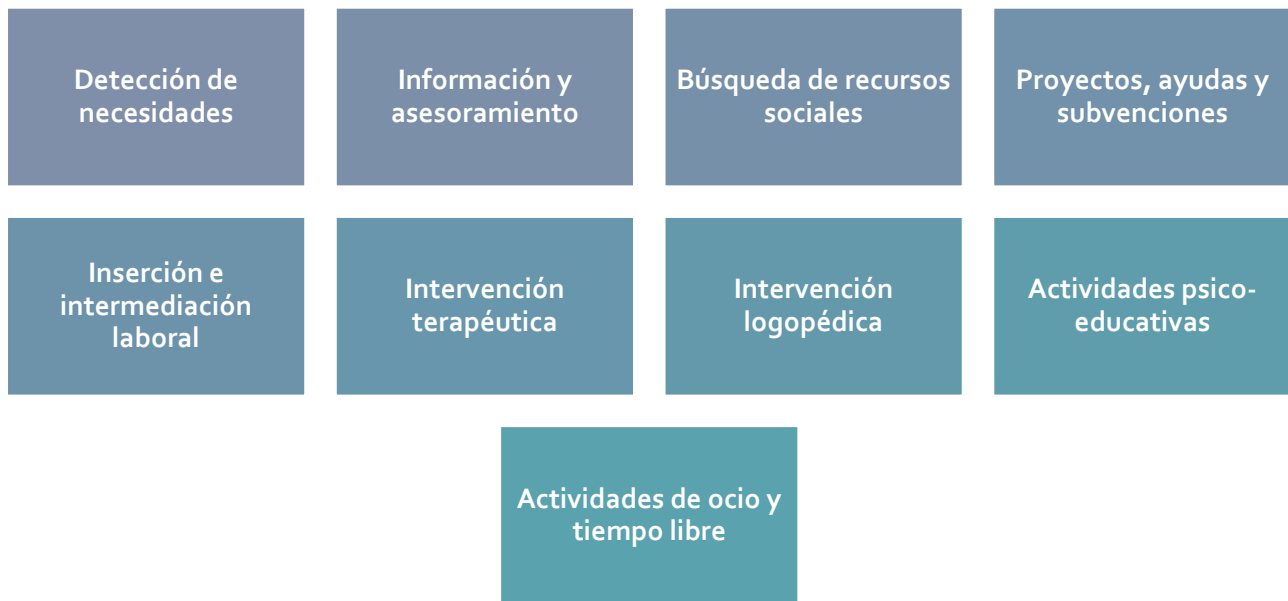 Detección de
necesidades
Información y
asesoramiento
Búsqueda de recursos
sociales
Proyectos, ayudas y
subvenciones
Inserción e
intermediación
laboral
Intervención
terapéutica
Intervención
logopédica
Actividades psico-
educativas
Actividades de ocio y
tiempo libre